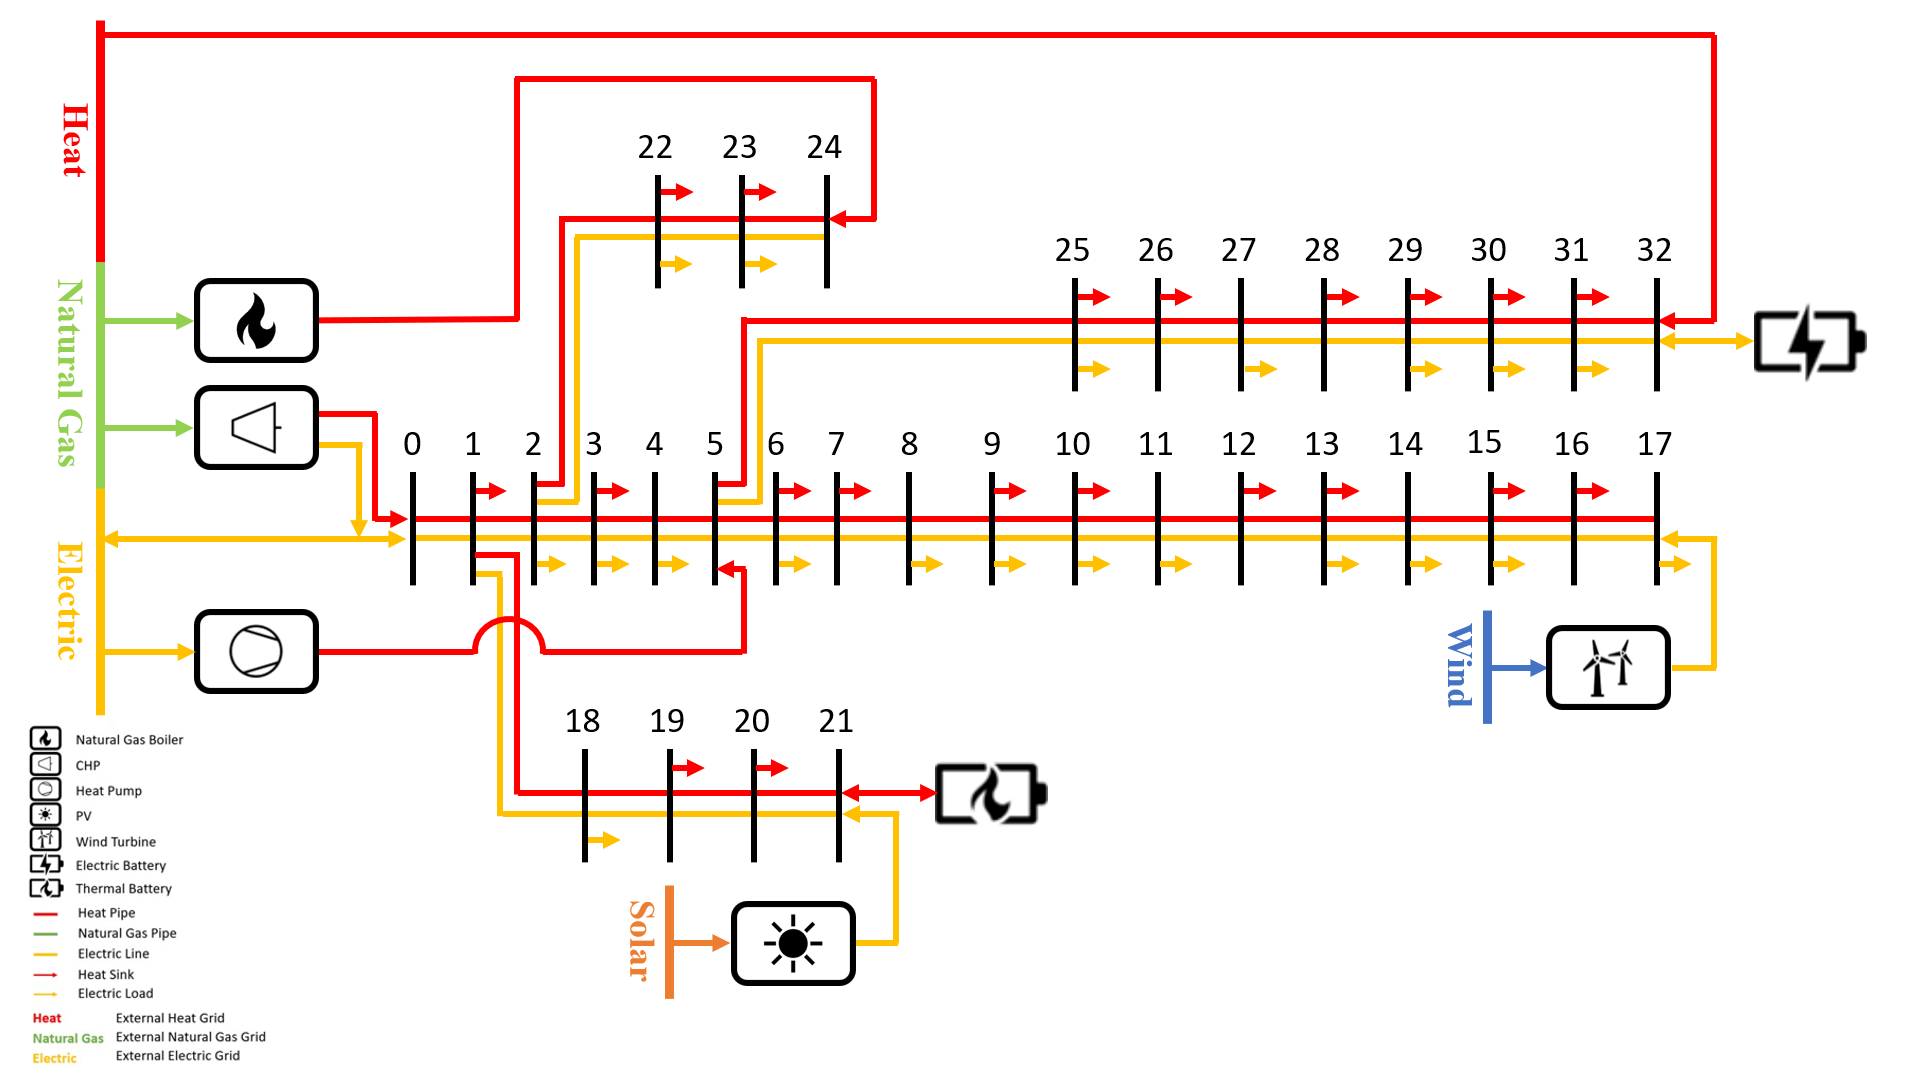 Heat
Natural Gas
Electric
22 23 24
25 26 27 28 29 30 31 32
0 1 2 3 4 5 6 7 8 9 10 11 12 13 14 15 16 17
Wind
18 19 20 21
Solar
Natural Gas Boiler
CHP
Heat Pump
PV
Wind Turbine
Electric Battery
Thermal Battery
Heat Pipe
Natural Gas Pipe
Electric Line
Heat Sink
Electric Load
Heat External Heat Grid
Natural Gas External Natural Gas Grid
Electric External Electric Grid